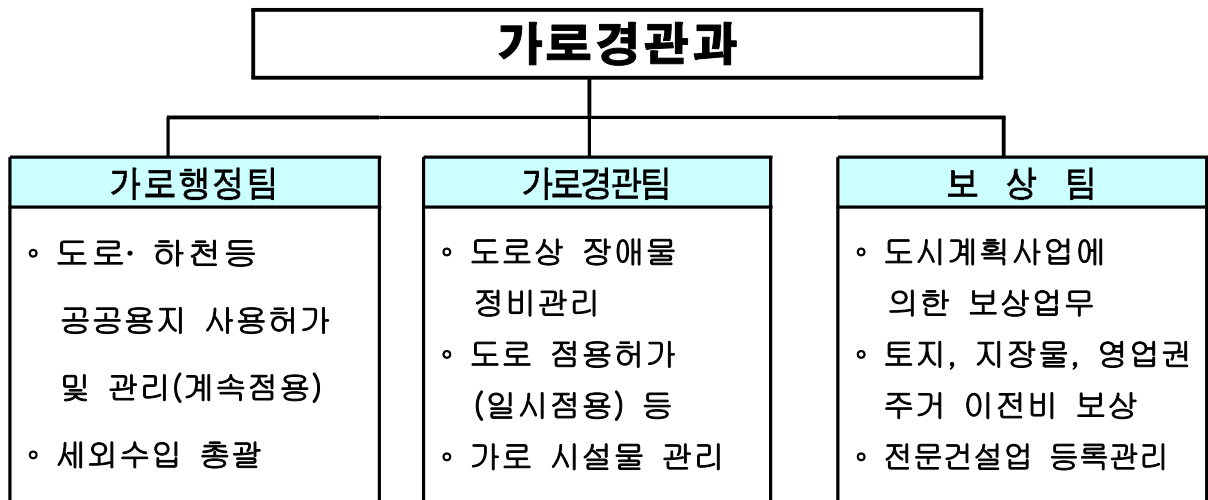 가로경관과
가로행정팀
◦ 도로· 하천등
공공용지 사용허가
및 관리(계속점용)
◦ 세외수입 총괄
가로경관팀
◦ 도로상 장애물
정비관리
◦ 도로 점용허가
(일시점용) 등
◦ 가로 시설물 관리
보 상 팀
◦ 도시계획사업에
의한 보상업무
◦ 토지, 지장물, 영업권
주거 이전비 보상
◦ 전문건설업 등록관리